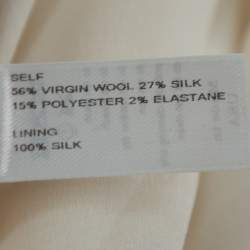 SELF
56% VIRGIN WOOL 27% SILK
15% POLYESTER 2% ELASTANE
LINING
100% SILK